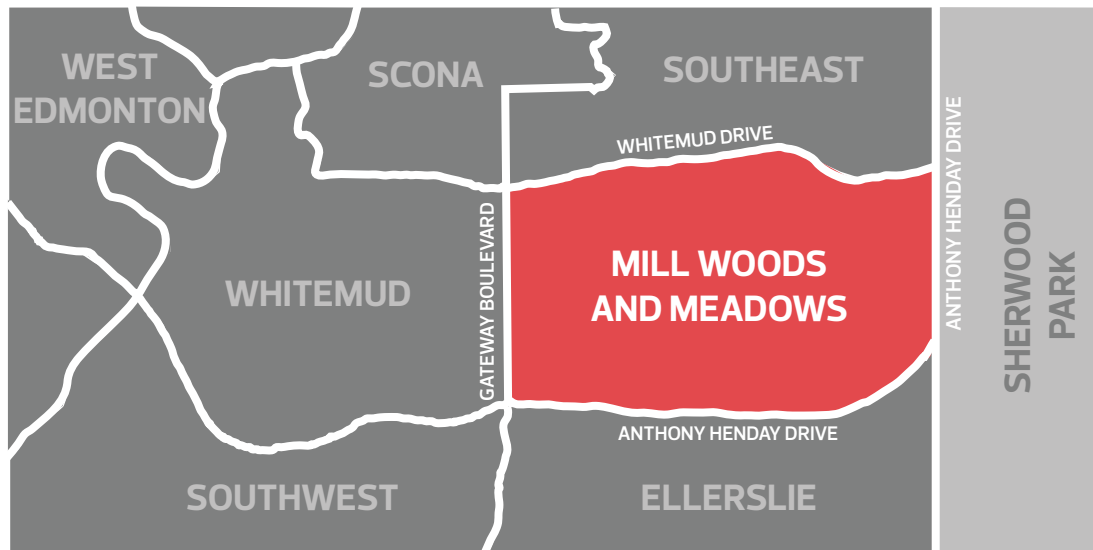 WEST
EDMONTON
SCONA
SOUTHEAST
WHITEMUD DRIVE
ANTHONY HENDAY DRIVE
GATEWAY BOULEVARD
WHITEMUD
MILL WOODS
AND MEADOWS
SHERWOOD
PARK
ANTHONY HENDAY DRIVE
SOUTHWEST
ELLERSLIE